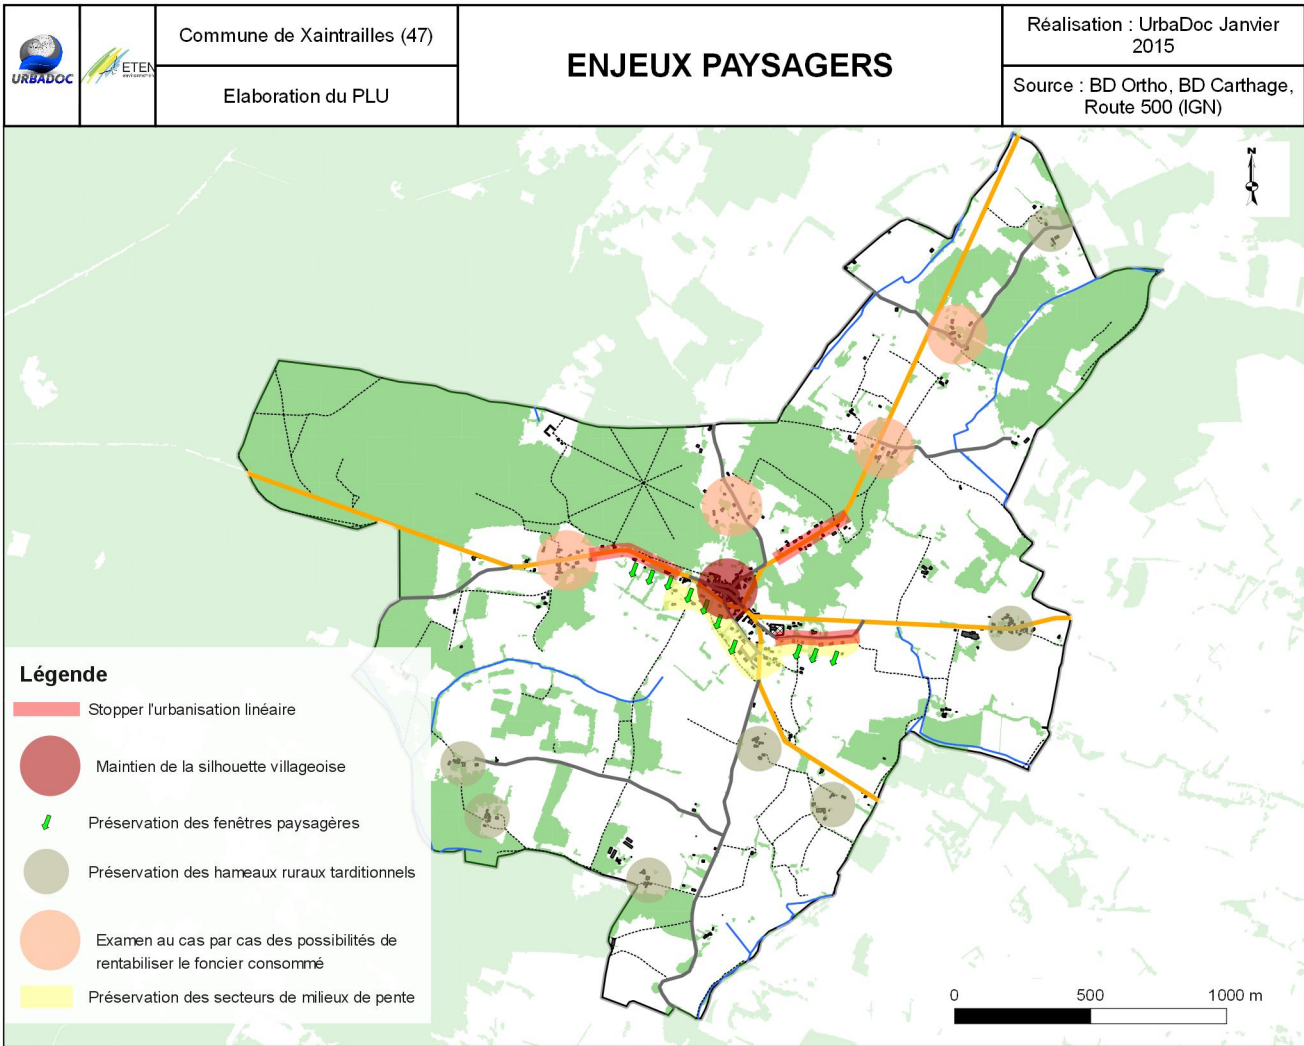 URBADOC
ETEN
environnement
Commune de Xaintrailles (47)
Elaboration du PLU
ENJEUX PAYSAGERS
Réalisation : UrbaDoc Janvier
2015
Source : BD Ortho, BD Carthage,
Route 500 (IGN)
N
Légende
Stopper l'urbanisation linéaire
Maintien de la silhouette villageoise
Préservation des fenêtres paysagères
Préservation des hameaux ruraux tarditionnels
Examen au cas par cas des possibilités de
rentabiliser le foncier consommé
Préservation des secteurs de milieux de pente
0 500 1000 m